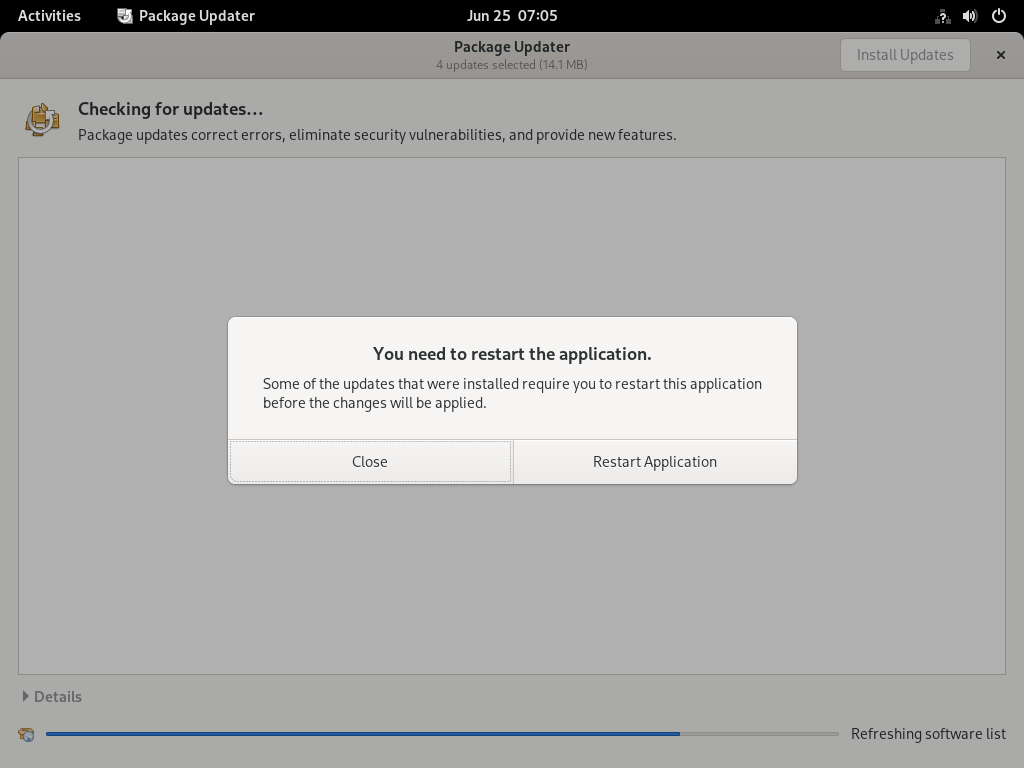 Activities
Package Updater
Jun 25 07:05
Package Updater
4 updates selected (14.1 MB)
Install Updates
Checking for updates...
Package updates correct errors, eliminate security vulnerabilities, and provide new features.
You need to restart the application.
Some of the updates that were installed require you to restart this application
before the changes will be applied.
Close
Restart Application
Details
Refreshing software list